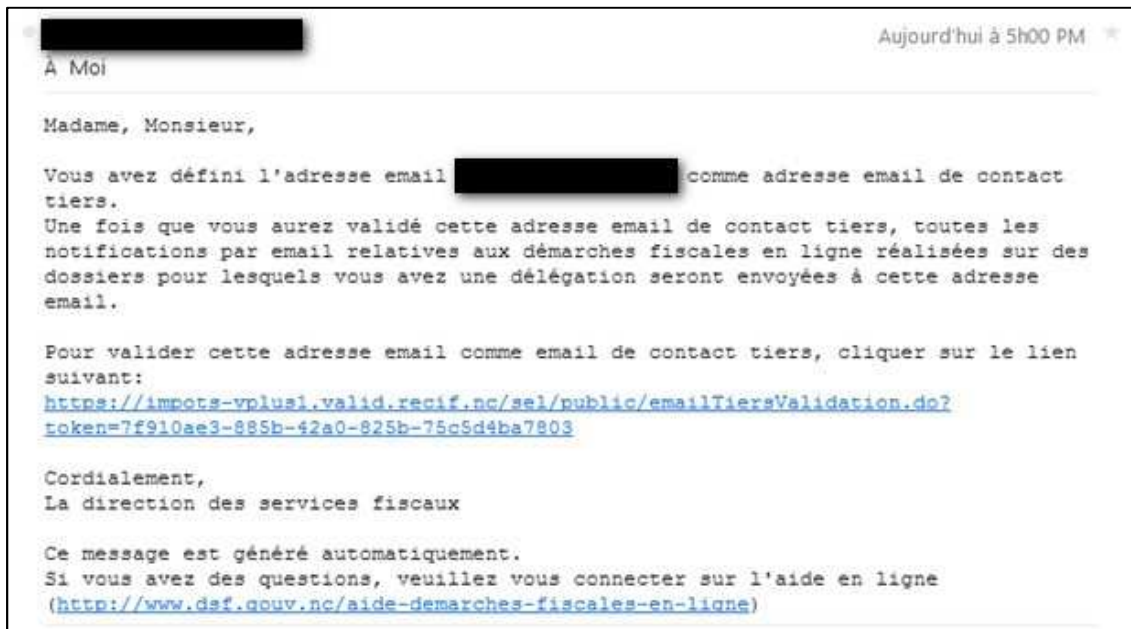 Aujourd'hui à 5h00 PM
À Moi
Madame, Monsieur,
Vous avez défini l'adresse email comme adresse email de contact
tiers.
Une fois que vous aurez validé cette adresse email de contact tiers, toutes les
notifications par email relatives aux démarches fiscales en ligne réalisées sur des
dossiers pour lesquels vous avez une délégation seront envoyées à cette adresse
email.
Pour valider cette adresse email comme email de contact tiers, cliquer sur le lien
suivant:
https://impots-vplus1.valid.recif.nc/sel/public/emailTiersValidation.do?
token=7f910ae3-885b-42a0-825b-75c5d4ba7803
Cordialement,
La direction des services fiscaux
Ce message est généré automatiquement.
Si vous avez des questions, veuillez vous connecter sur l'aide en ligne
(http://www.dsf.gouv.nc/aide-demarches-fiscales-en-ligne)